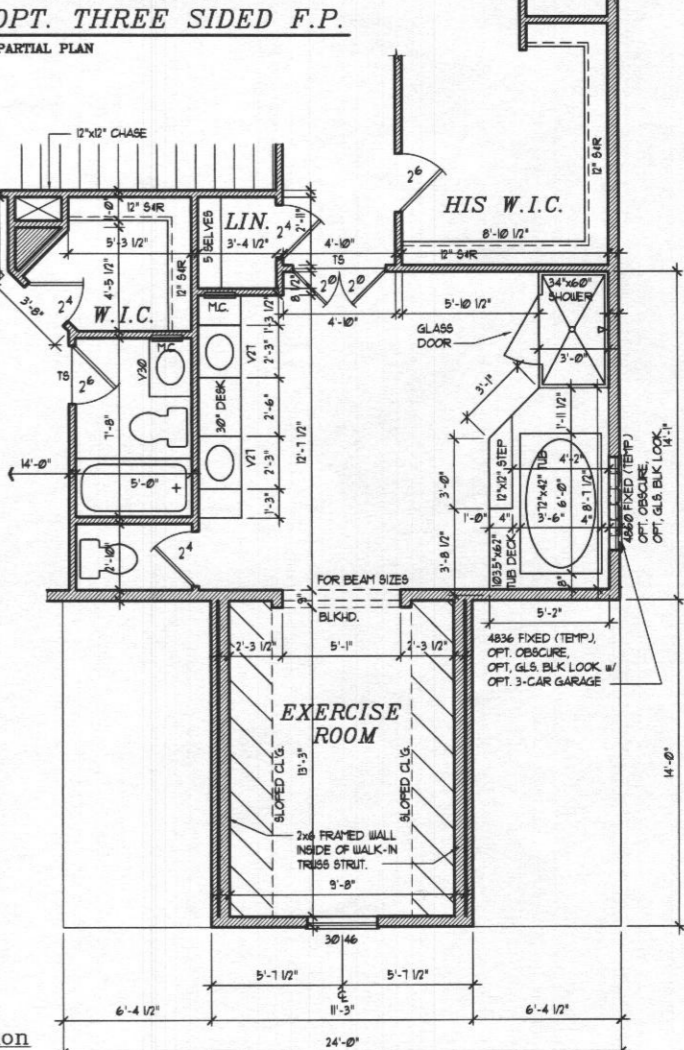 OPT. THREE SIDED F.P.
PARTIAL PLAN
12"x12" CHASE
12" S&R
5'-3 1/2"
4'-5 1/2"
12" S&R
W.I.C.
2⁴
3'-8"
LIN.
5 SELVES
3'-4 1/2"
2⁴
2'-11"
4'-10"
TS
2⁰ 2⁰
8 1/2"
4'-10"
2⁶
HIS W.I.C.
12" S&R
8'-10 1/2"
12" S&R
5'-10 1/2"
34"x60"
SHOWER
GLASS
DOOR
3'-0"
3'-1"
1'-11 1/2"
M.C.
V27
1'-3 1/2"
2'-3"
30" DESK
2'-6"
V27
2'-3"
1'-3"
12'-7 1/2"
M.C.
V30
TS
2⁶
7'-8"
14'-0"
5'-0"
2⁴
2'-10"
12"x12" STEP
3'-0"
1'-0"
4"
3'-8 1/2"
103.5"x62"
TUB DECK
72"x42" TUB
6'-0"
3'-6"
4'-2"
8'-7 1/2"
4"
8"
4860 FIXED (TEMP.)
OPT. OBSCURE,
OPT. GLS. BLK LOOK
14'-1"
5'-2"
4836 FIXED (TEMP.),
OPT. OBSCURE,
OPT. GLS. BLK LOOK w/
OPT. 3-CAR GARAGE
FOR BEAM SIZES
9"
BLKHD.
2'-3 1/2"
5'-1"
2'-3 1/2"
EXERCISE
ROOM
13'-3"
SLOPED CL'G.
SLOPED CL'G.
2x6 FRAMED WALL
INSIDE OF WALK-IN
TRUSS STRUT.
9'-8"
14'-0"
30 46
5'-7 1/2"
5'-7 1/2"
6'-4 1/2"
11'-3"
6'-4 1/2"
24'-0"
on